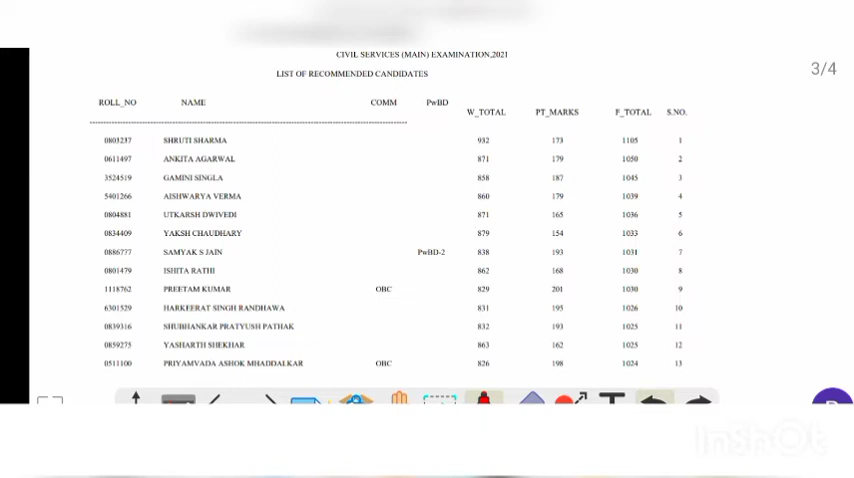 CIVIL SERVICES (MAIN) EXAMINATION,2021
LIST OF RECOMMENDED CANDIDATES
3/4
ROLL_NO NAME COMM PwBD W_TOTAL PT_MARKS F_TOTAL S.NO.
0803237 SHRUTI SHARMA 932 173 1105 1
0611497 ANKITA AGARWAL 871 179 1050 2
3524519 GAMINI SINGLA 858 187 1045 3
5401266 AISHWARYA VERMA 860 179 1039 4
0804881 UTKARSH DWIVEDI 871 165 1036 5
0834409 YAKSH CHAUDHARY 879 154 1033 6
0886777 SAMYAK S JAIN PwBD-2 838 193 1031 7
0801479 ISHITA RATHI 862 168 1030 8
1118762 PREETAM KUMAR OBC 829 201 1030 9
6301529 HARKEERAT SINGH RANDHAWA 831 195 1026 10
0839316 SHUBHANKAR PRATYUSH PATHAK 832 193 1025 11
0859275 YASHARTH SHEKHAR 863 162 1025 12
0511100 PRIYAMVADA ASHOK MHADDALKAR OBC 826 198 1024 13
InShOt